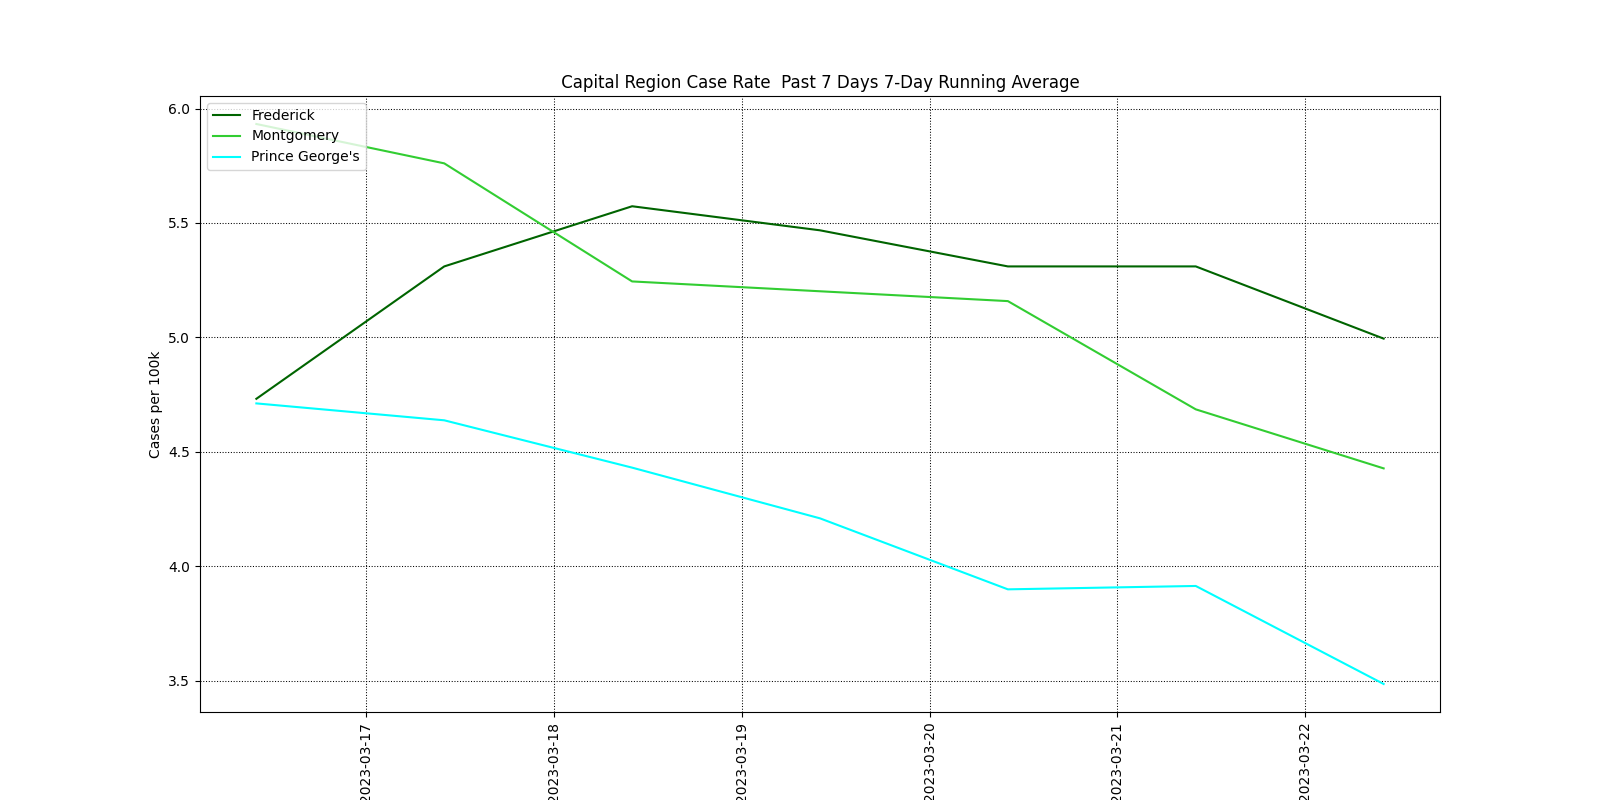 Capital Region Case Rate  Past 7 Days 7-Day Running Average
Frederick
Montgomery
Prince George's
Cases per 100k
6.0
5.5
5.0
4.5
4.0
3.5
2023-03-17
2023-03-18
2023-03-19
2023-03-20
2023-03-21
2023-03-22